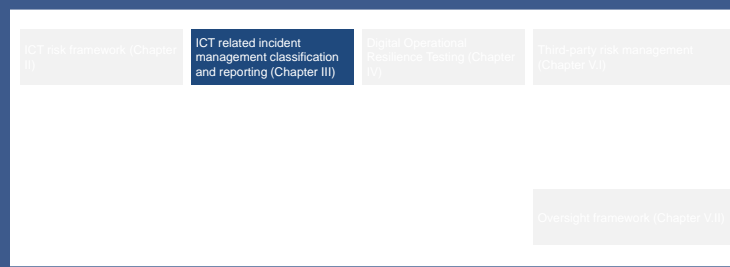 ICT risk framework (Chapter
II)
ICT related incident
management classification
and reporting (Chapter III)
Digital Operational
Resilience Testing (Chapter
IV)
Third-party risk management
(Chapter V.I)
Oversight framework (Chapter V.II)